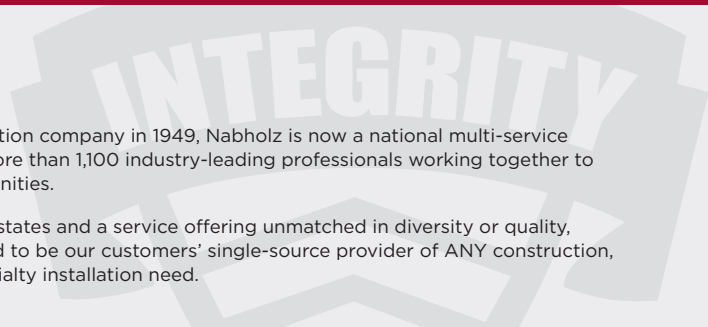 INTEGRITY
tion company in 1949, Nabholz is now a national multi-service
ore than 1,100 industry-leading professionals working together to
nities.
states and a service offering unmatched in diversity or quality,
d to be our customers’ single-source provider of ANY construction,
ialty installation need.